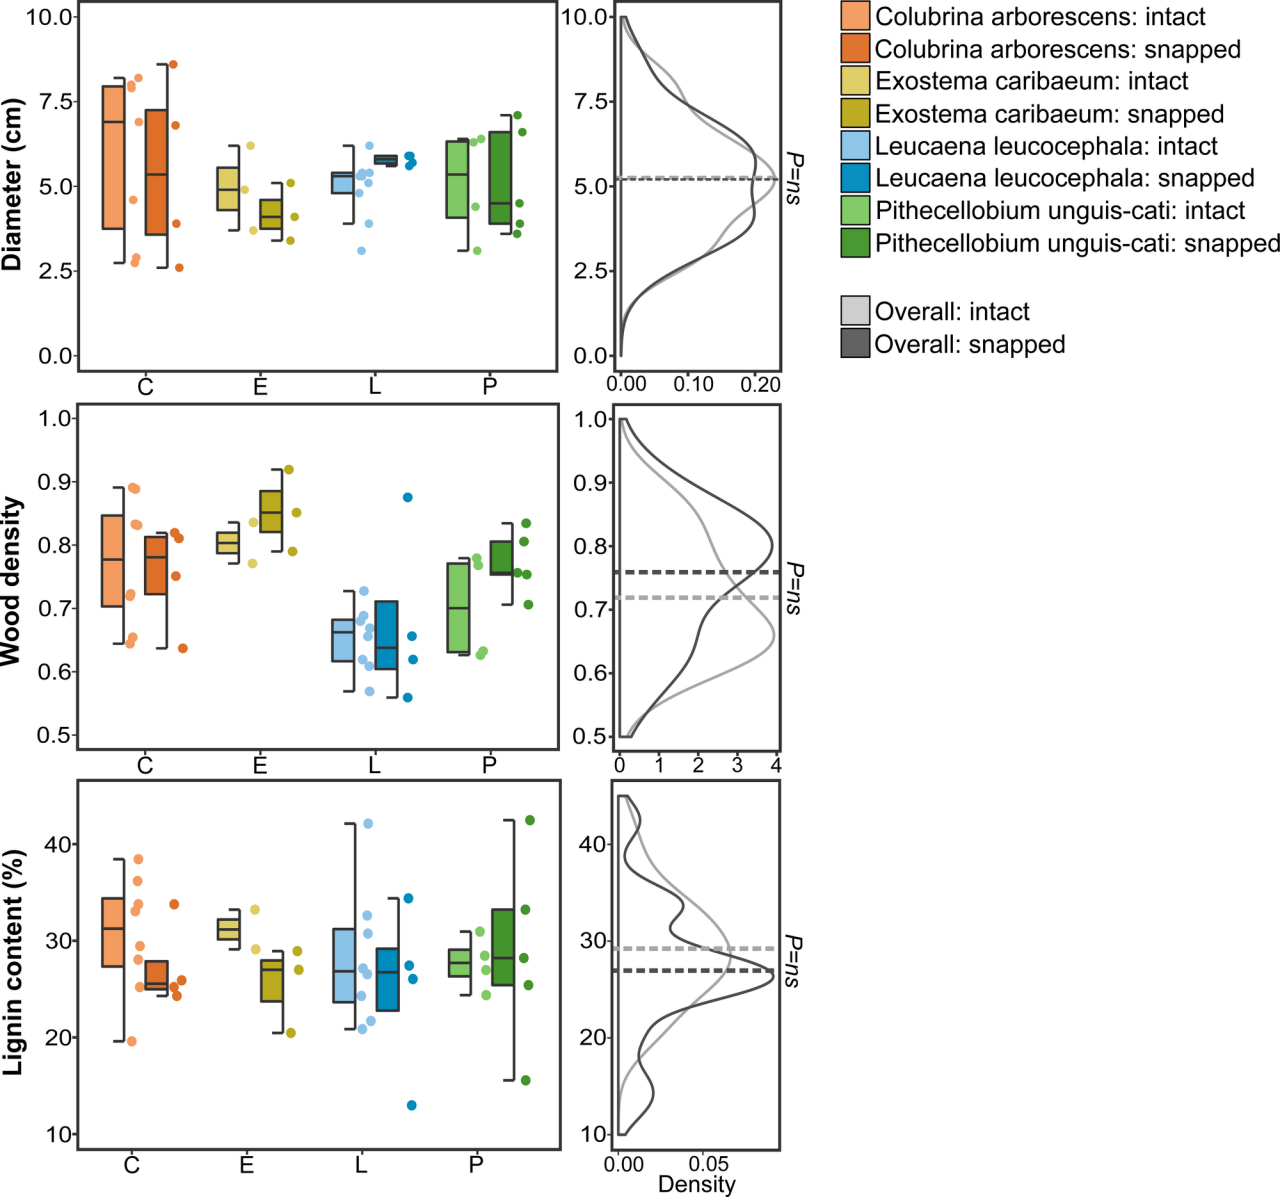 Diameter (cm)
10.0
7.5
5.0
2.5
0.0
C E L P
10.0
7.5
5.0
2.5
0.0
0.00 0.10 0.20
P=ns
Colubrina arborescens: intact
Colubrina arborescens: snapped
Exostema caribaeum: intact
Exostema caribaeum: snapped
Leucaena leucocephala: intact
Leucaena leucocephala: snapped
Pithecellobium unguis-cati: intact
Pithecellobium unguis-cati: snapped
Overall: intact
Overall: snapped
Wood density
1.0
0.9
0.8
0.7
0.6
0.5
C E L P
1.0
0.9
0.8
0.7
0.6
0.5
0 1 2 3 4
P=ns
Lignin content (%)
40
30
20
10
C E L P
40
30
20
10
0.00 0.05
Density
P=ns